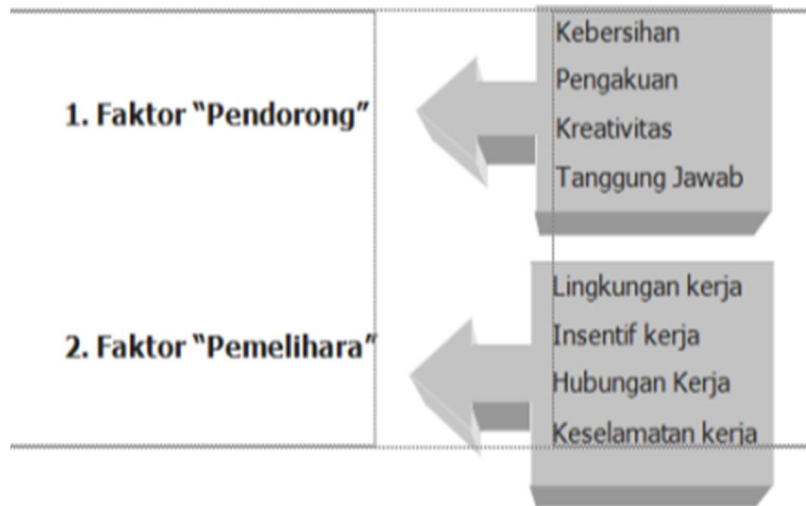 1. Faktor "Pendorong"
Kebersihan
Pengakuan
Kreativitas
Tanggung Jawab
2. Faktor "Pemelihara"
Lingkungan kerja
Insentif kerja
Hubungan Kerja
Keselamatan kerja